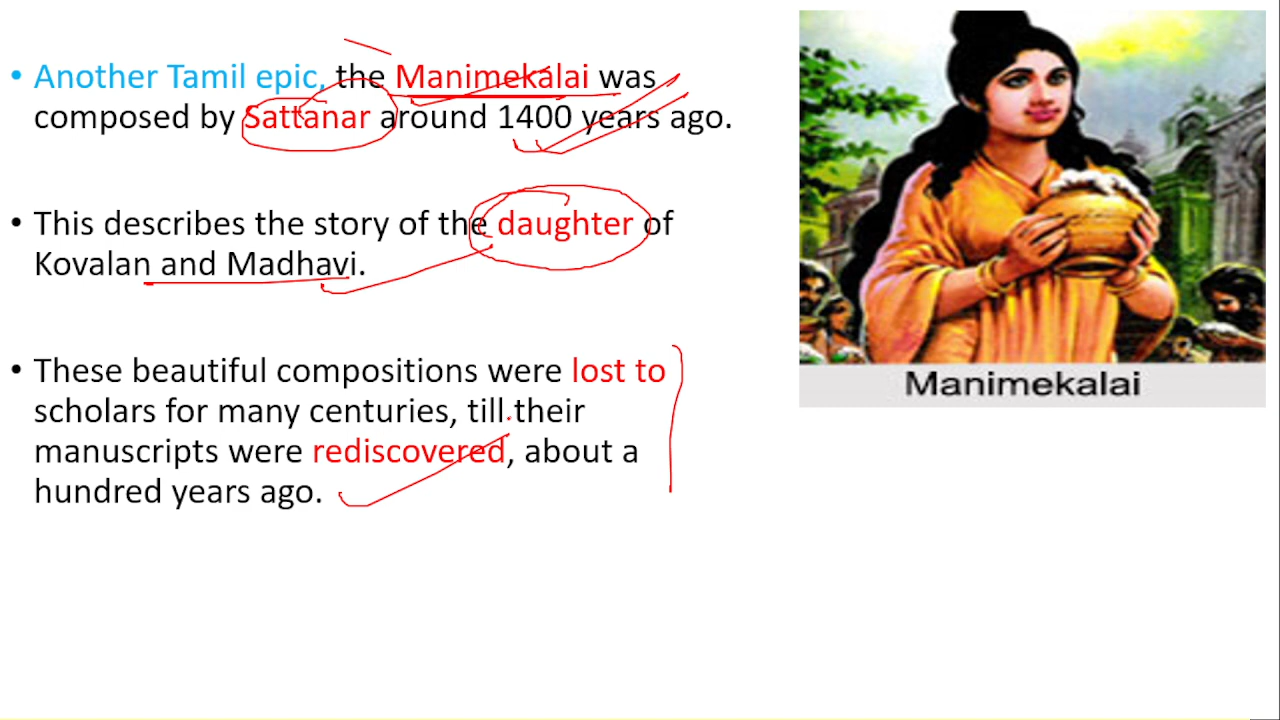 • Another Tamil epic, the Manimekalai was
composed by Sattanar around 1400 years ago.
• This describes the story of the daughter of
Kovalan and Madhavi.
• These beautiful compositions were lost to
scholars for many centuries, till their
manuscripts were rediscovered, about a
hundred years ago.
Manimekalai